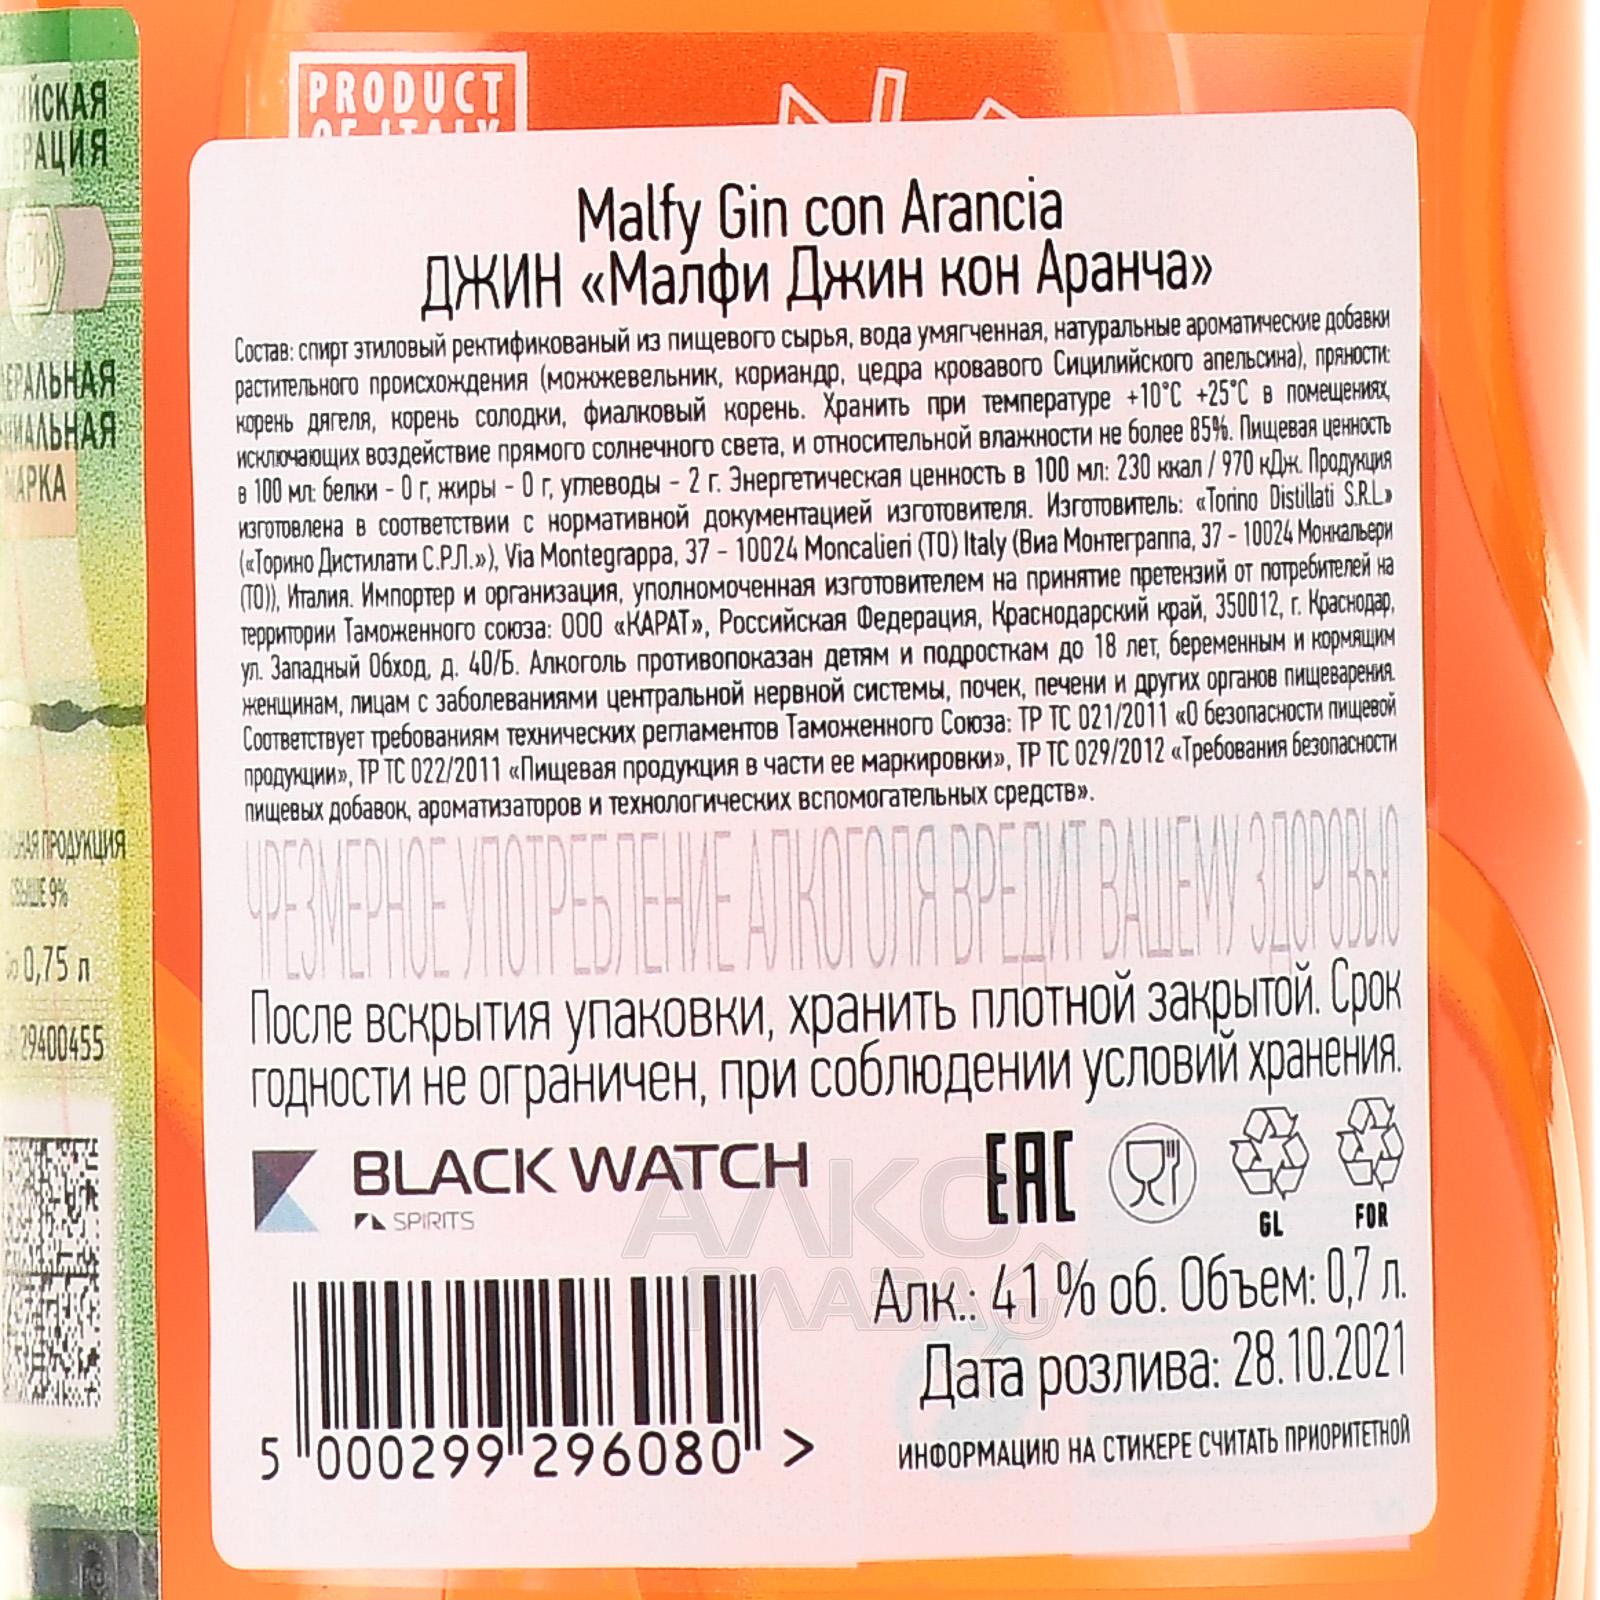 PRODUCT
OF ITALY
Malfy Gin con Arancia
ДЖИН «Малфи Джин кон Аранча»
Состав: спирт этиловый ректификованый из пищевого сырья, вода умягченная, натуральные ароматические добавки
растительного происхождения (можжевельник, кориандр, цедра кровавого Сицилийского апельсина), пряности:
корень дягеля, корень солодки, фиалковый корень. Хранить при температуре +10°C +25°C в помещениях,
исключающих воздействие прямого солнечного света, и относительной влажности не более 85%. Пищевая ценность
в 100 мл: белки - 0 г, жиры - 0 г, углеводы - 2 г. Энергетическая ценность в 100 мл: 230 ккал / 970 кДж. Продукция
изготовлена в соответствии с нормативной документацией изготовителя. Изготовитель: «Torino Distillati S.R.L.»
(«Торино Дистилати С.Р.Л.»), Via Montegrappa, 37 - 10024 Moncalieri (TO) Italy (Виа Монтеграппа, 37 - 10024 Монкальери
(ТО)), Италия. Импортер и организация, уполномоченная изготовителем на принятие претензий от потребителей на
территории Таможенного союза: ООО «КАРАТ», Российская Федерация, Краснодарский край, 350012, г. Краснодар,
ул. Западный Обход, д. 40/Б. Алкоголь противопоказан детям и подросткам до 18 лет, беременным и кормящим
женщинам, лицам с заболеваниями центральной нервной системы, почек, печени и других органов пищеварения.
Соответствует требованиям технических регламентов Таможенного Союза: ТР ТС 021/2011 «О безопасности пищевой
продукции», ТР ТС 022/2011 «Пищевая продукция в части ее маркировки», ТР ТС 029/2012 «Требования безопасности
пищевых добавок, ароматизаторов и технологических вспомогательных средств».
ЧРЕЗМЕРНОЕ УПОТРЕБЛЕНИЕ АЛКОГОЛЯ ВРЕДИТ ВАШЕМУ ЗДОРОВЬЮ
После вскрытия упаковки, хранить плотной закрытой. Срок
годности не ограничен, при соблюдении условий хранения.
BLACK WATCH
SPIRITS
EAC
GL
FOR
Алк.: 41 % об. Объем: 0,7 л.
Дата розлива: 28.10.2021
ИНФОРМАЦИЮ НА СТИКЕРЕ СЧИТАТЬ ПРИОРИТЕТНОЙ
5 000299 296080 >
АЛКО
ПЛАЗА.ru
ПРОДУКЦИЯ
9%
0,75 л
29400455